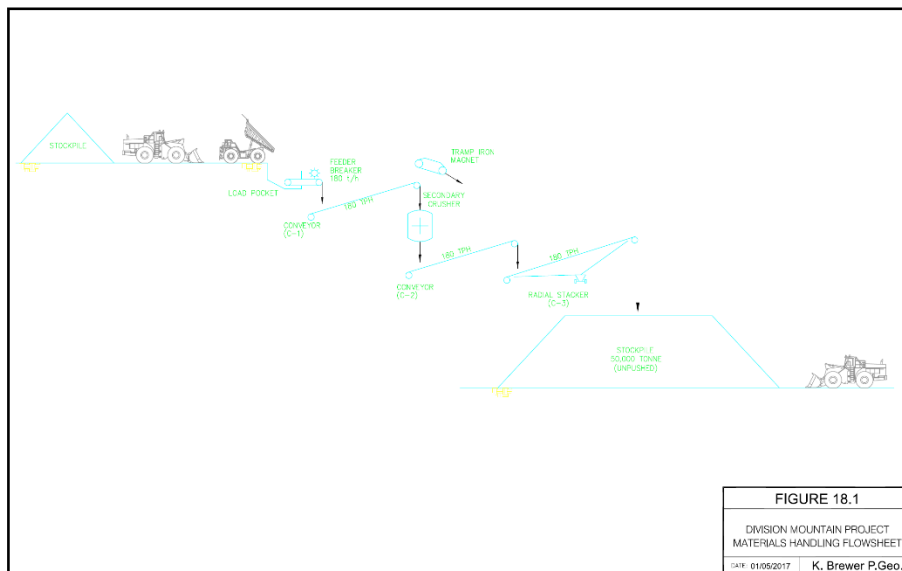 STOCKPILE
FEEDER
BREAKER
180 t/H
LOAD POCKET
TRAMP IRON
MAGNET
CONVEYOR
(C-1)
180 TPH
SECONDARY
CRUSHER
CONVEYOR
(C-2)
180 TPH
180 TPH
RADIAL STACKER
(C-3)
STOCKPILE
50,000 TONNE
(UNPUSHED)
FIGURE 18.1
DIVISION MOUNTAIN PROJECT
MATERIALS HANDLING FLOWSHEET
DATE: 01/05/2017
K. Brewer P.Geo.